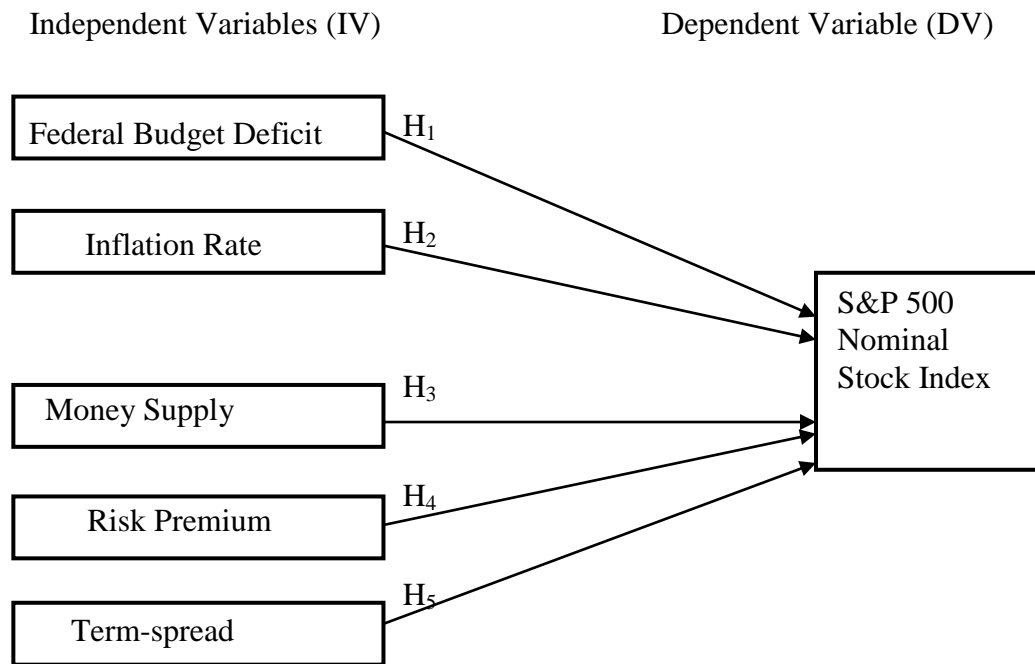 Independent Variables (IV)
Dependent Variable (DV)
Federal Budget Deficit
H₁
Inflation Rate
H₂
S&P 500
Nominal
Stock Index
Money Supply
H₃
Risk Premium
H₄
Term-spread
H₅